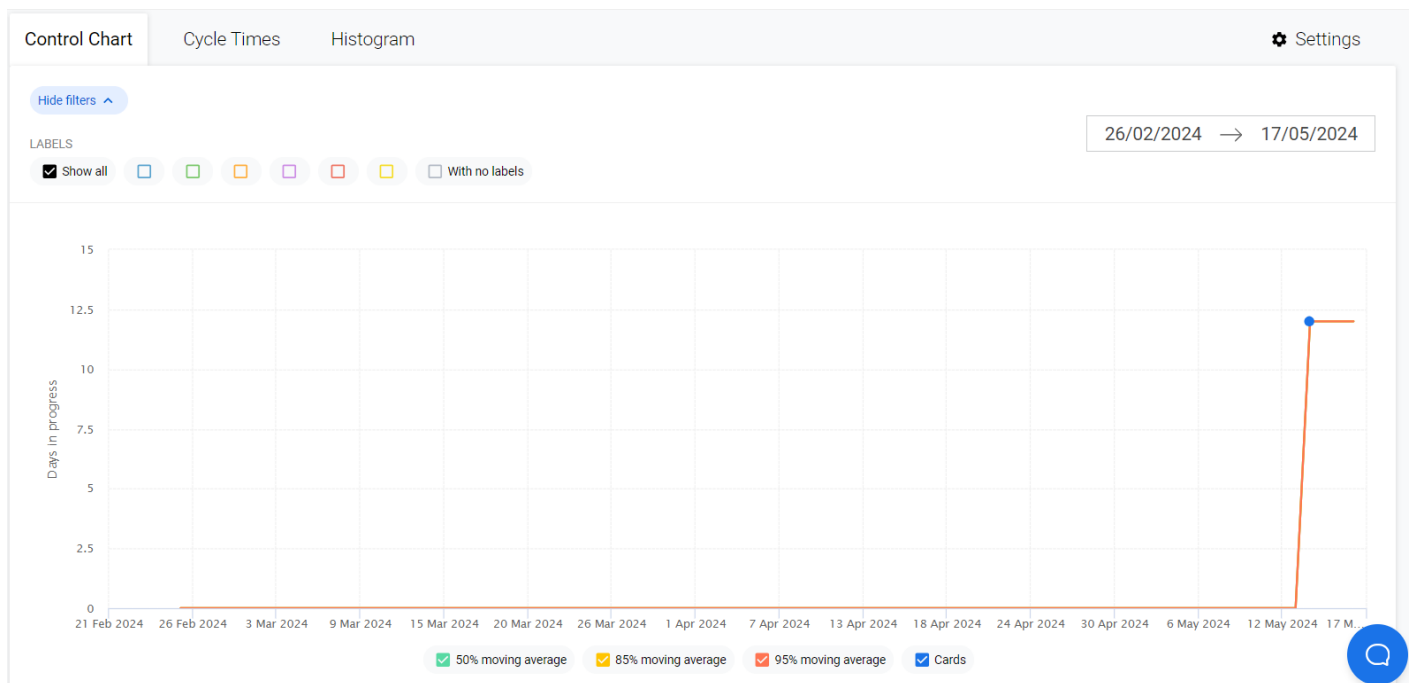 Control Chart Cycle Times Histogram Settings
Hide filters
26/02/2024 → 17/05/2024
LABELS
Show all With no labels
15
12.5
10
7.5
5
2.5
0
Days in progress
21 Feb 2024 26 Feb 2024 3 Mar 2024 9 Mar 2024 15 Mar 2024 20 Mar 2024 26 Mar 2024 1 Apr 2024 7 Apr 2024 13 Apr 2024 18 Apr 2024 24 Apr 2024 30 Apr 2024 6 May 2024 12 May 2024 17 M...
50% moving average 85% moving average 95% moving average Cards